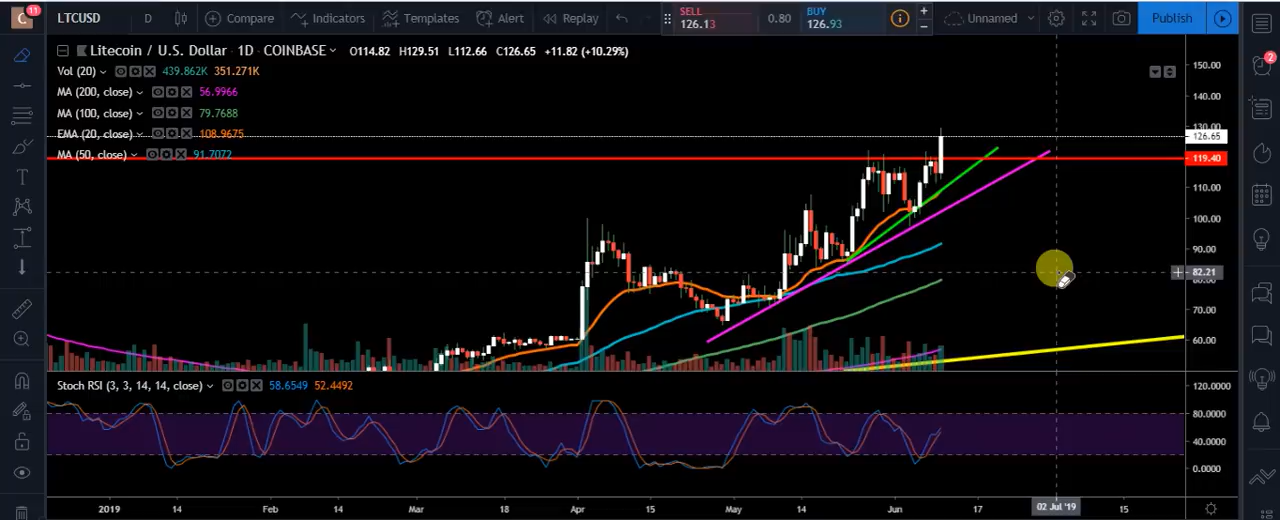 C 11 LTCUSD D Compare Indicators Templates Alert Replay SELL 126.13 0.80 BUY 126.93 Unnamed Publish
Litecoin / U.S. Dollar · 1D · COINBASE O114.82 H129.51 L112.66 C126.65 +11.82 (+10.29%)
Vol (20) 439.862K 351.271K
MA (200, close) 56.9966
MA (100, close) 79.7688
EMA (20, close) 108.9675
MA (50, close) 91.7072
2
150.00
140.00
130.00
126.65
119.40
110.00
100.00
90.00
82.21
70.00
60.00
Stoch RSI (3, 3, 14, 14, close) 58.6549 52.4492
120.0000
80.0000
40.0000
0.0000
2019 14 Feb 14 Mar 18 Apr 15 May 14 Jun 17 02 Jul '19 15